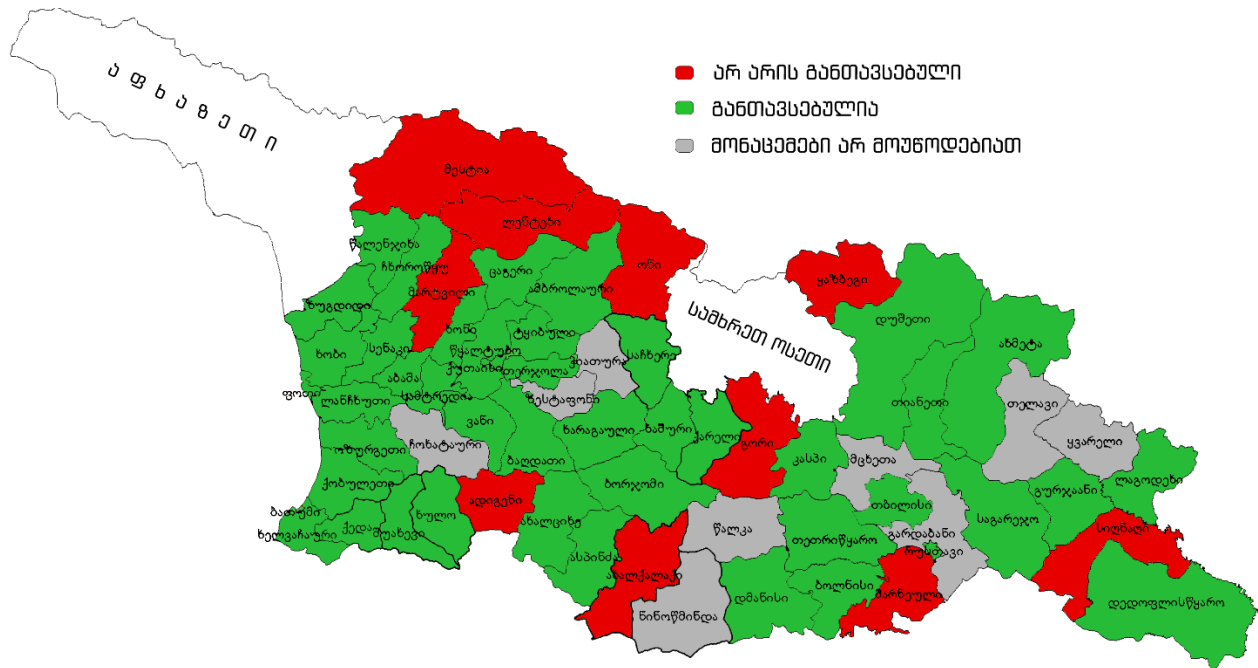 აფხაზეთი
არ არის განთავსებული
განთავსებულია
მონაცემები არ მოუწოდებიათ
მესტია
ლენტეხი
ონი
ყაზბეგი
წალენჯიხა
ჩხოროწყუ
ცაგერი
ამბროლაური
მარტვილი
ზუგდიდი
სამხრეთ ოსეთი
დუშეთი
ახმეტა
ხონი
ტყიბული
ხობი
სენაკი
წყალტუბო
ჭიათურა
საჩხერე
ქუთაისი
თერჯოლა
აბაშა
ფოთი
ლანჩხუთი
სამტრედია
ზესტაფონი
თიანეთი
თელავი
ყვარელი
ვანი
ხარაგაული
ხაშური
ქარელი
გორი
ჩოხატაური
ოზურგეთი
ბაღდათი
კასპი
მცხეთა
ქობულეთი
ბორჯომი
გურჯაანი
ლაგოდეხი
ადიგენი
ხულო
თბილისი
ბათუმი
ახალციხე
საგარეჯო
ქედა
შუახევი
ხელვაჩაური
წალკა
თეთრიწყარო
გარდაბანი
სიღნაღი
რუსთავი
ასპინძა
ახალქალაქი
ბოლნისი
მარნეული
დმანისი
ნინოწმინდა
დედოფლისწყარო